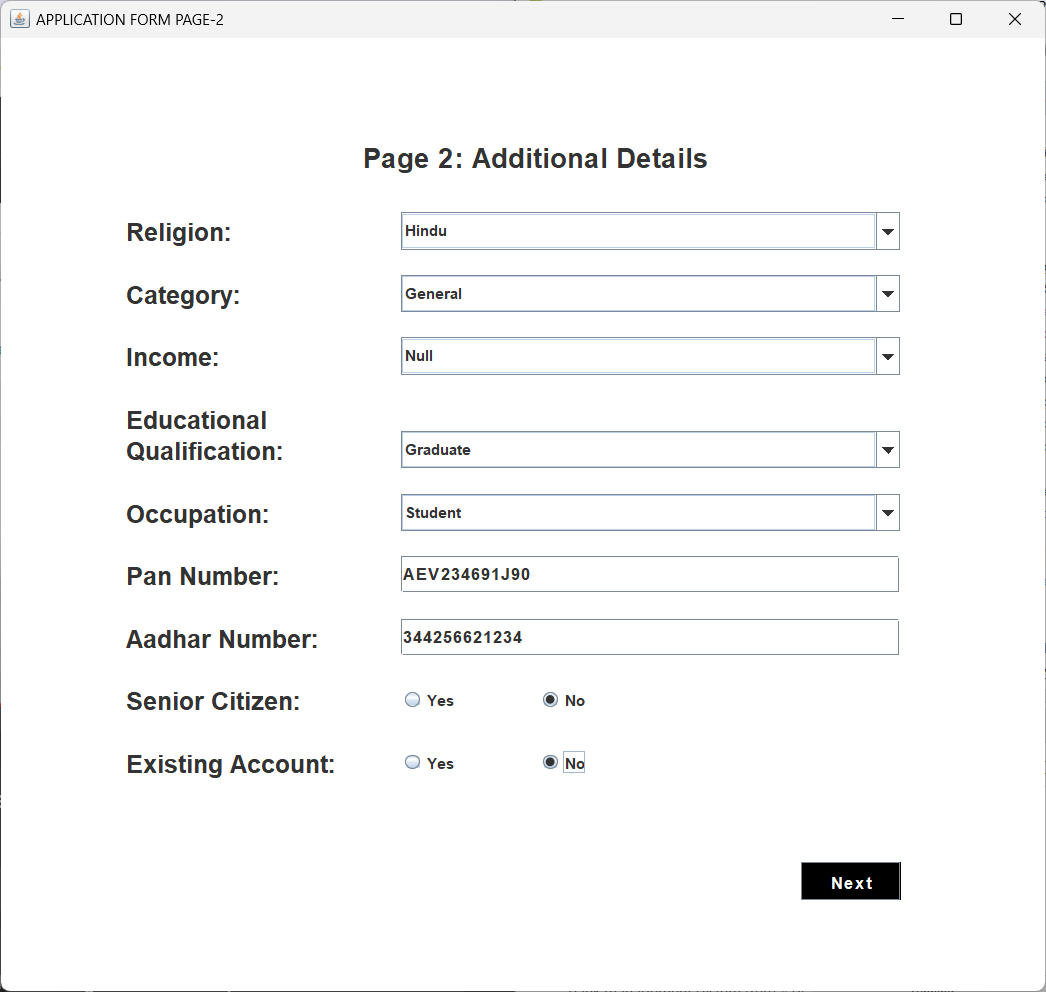 APPLICATION FORM PAGE-2
Page 2: Additional Details
Religion: Hindu
Category: General
Income: Null
Educational
Qualification: Graduate
Occupation: Student
Pan Number: AEV234691J90
Aadhar Number: 344256621234
Senior Citizen: Yes No
Existing Account: Yes No
Next